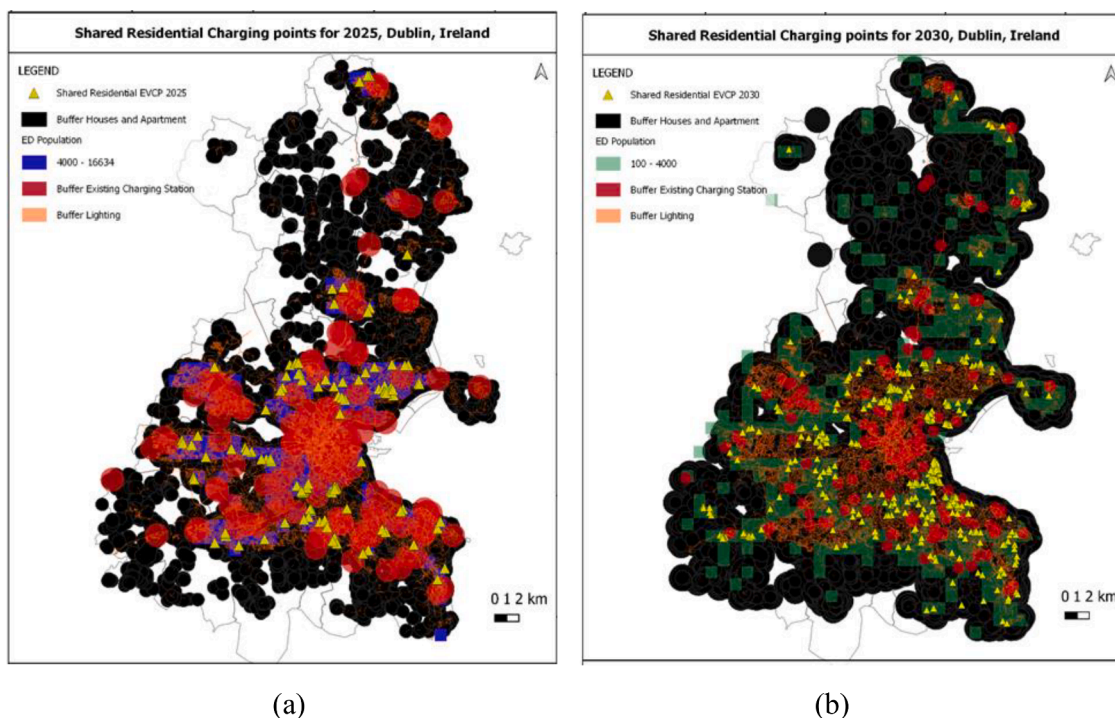 Shared Residential Charging points for 2025, Dublin, Ireland
LEGEND
Shared Residential EVCP 2025
Buffer Houses and Apartment
ED Population
4000 - 16634
Buffer Existing Charging Station
Buffer Lighting
0 1 2 km
(a)
Shared Residential Charging points for 2030, Dublin, Ireland
LEGEND
Shared Residential EVCP 2030
Buffer Houses and Apartment
ED Population
100 - 4000
Buffer Existing Charging Station
Buffer Lighting
0 1 2 km
(b)